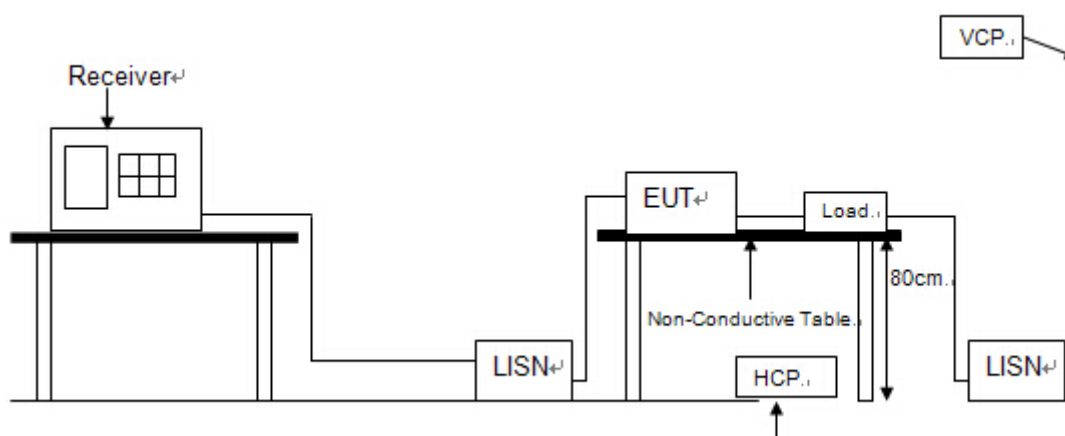 VCP.
Receiver
EUT
Load.
80cm.
Non-Conductive Table.
LISN
HCP.
LISN